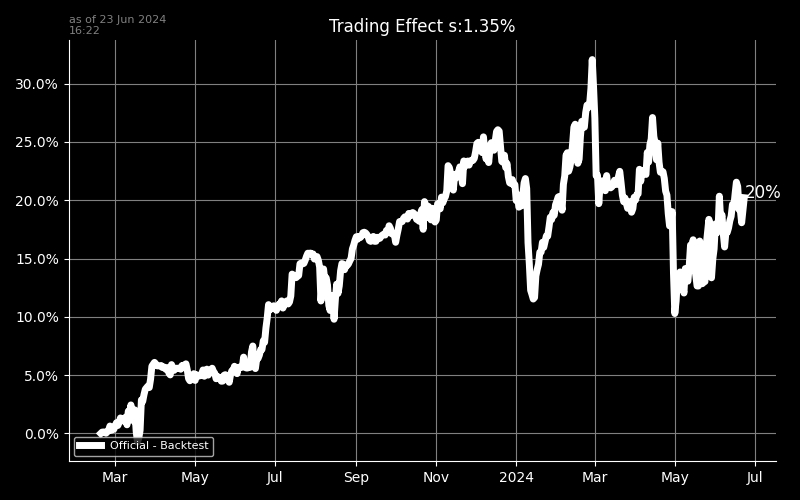 as of 23 Jun 2024
16:22
Trading Effect s:1.35%
30.0%
25.0%
20.0%
15.0%
10.0%
5.0%
0.0%
20%
Official - Backtest
Mar May Jul Sep Nov 2024 Mar May Jul